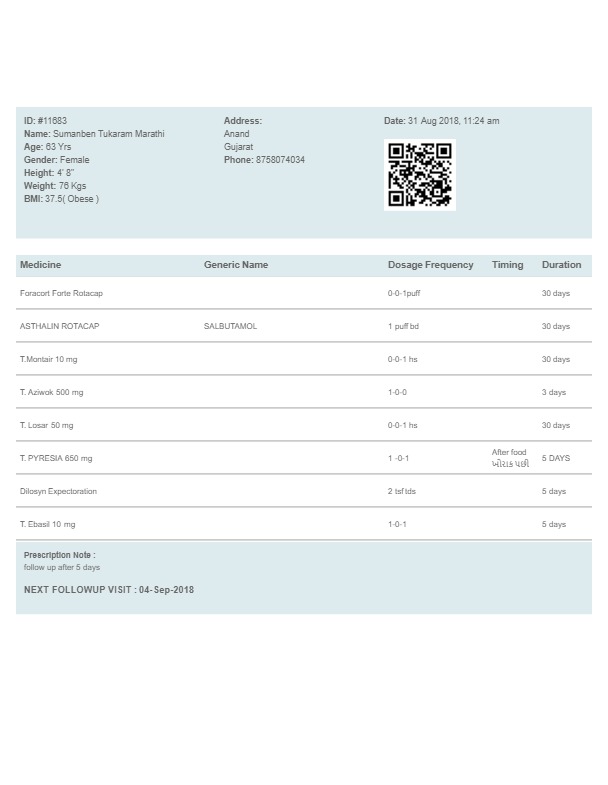 ID: #11683
Name: Sumanben Tukaram Marathi
Age: 63 Yrs
Gender: Female
Height: 4' 8"
Weight: 76 Kgs
BMI: 37.5( Obese )
Address:
Anand
Gujarat
Phone: 8758074034
Date: 31 Aug 2018, 11:24 am
Medicine Generic Name Dosage Frequency Timing Duration
Foracort Forte Rotacap 0-0-1puff 30 days
ASTHALIN ROTACAP SALBUTAMOL 1 puff bd 30 days
T.Montair 10 mg 0-0-1 hs 30 days
T. Aziwok 500 mg 1-0-0 3 days
T. Losar 50 mg 0-0-1 hs 30 days
T. PYRESIA 650 mg 1 -0-1 After food 5 DAYS
ખોરાક પછી
Dilosyn Expectoration 2 tsf tds 5 days
T. Ebasil 10 mg 1-0-1 5 days
Prescription Note :
follow up after 5 days
NEXT FOLLOWUP VISIT : 04-Sep-2018